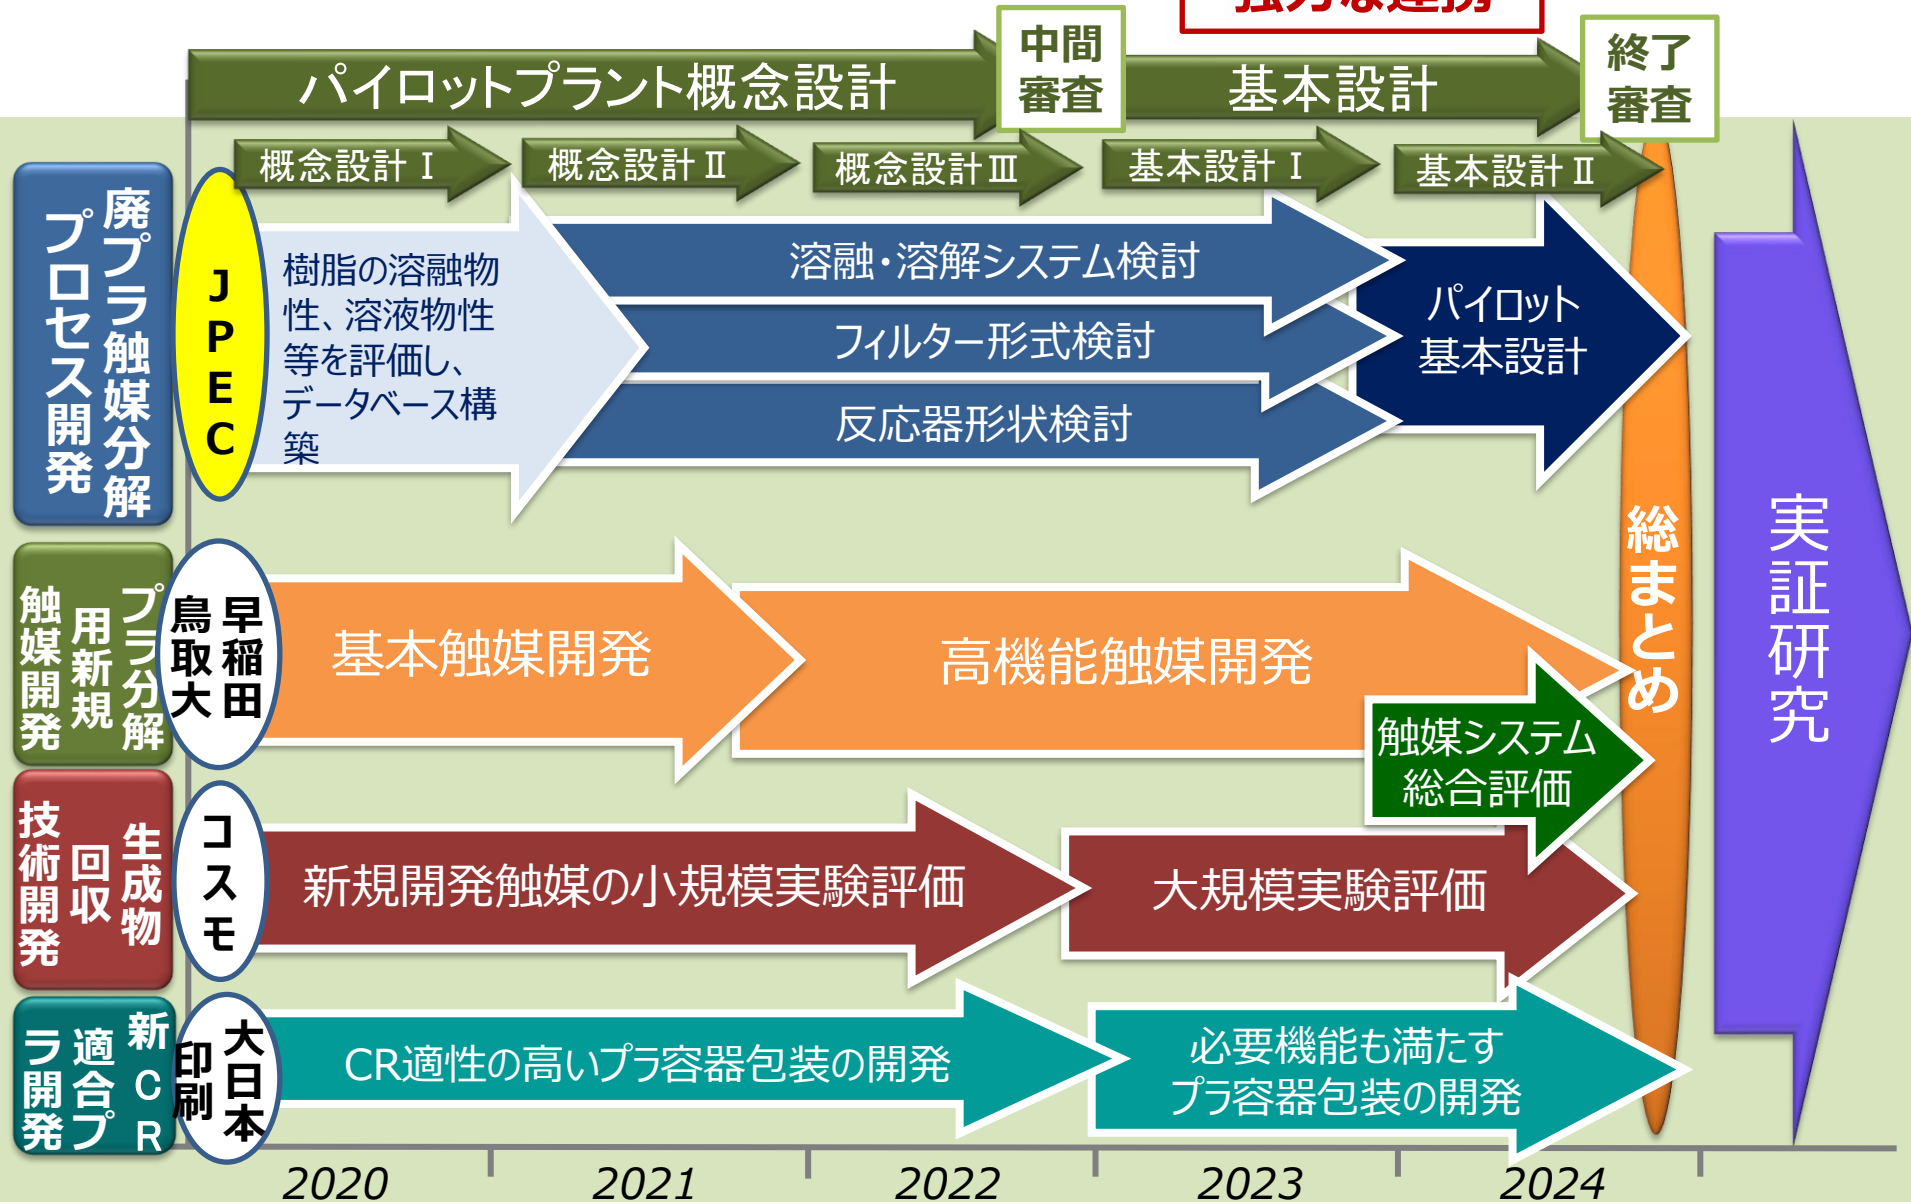 強力な連携
パイロットプラント概念設計
中間
審査
基本設計
終了
審査
概念設計Ⅰ
概念設計Ⅱ
概念設計Ⅲ
基本設計Ⅰ
基本設計Ⅱ
廃プラ触媒分解
プロセス開発
JPEC
樹脂の溶融物
性、溶液物性
等を評価し、
データベース構
築
溶融・溶解システム検討
フィルター形式検討
反応器形状検討
パイロット
基本設計
プラ分解
用新規
触媒開発
早稲田
鳥取大
基本触媒開発
高機能触媒開発
触媒システム
総合評価
生成物
回収
技術開発
コスモ
新規開発触媒の小規模実験評価
大規模実験評価
新CR
適合プ
ラ開発
大日本
印刷
CR適性の高いプラ容器包装の開発
必要機能も満たす
プラ容器包装の開発
総まとめ
実証研究
2020
2021
2022
2023
2024